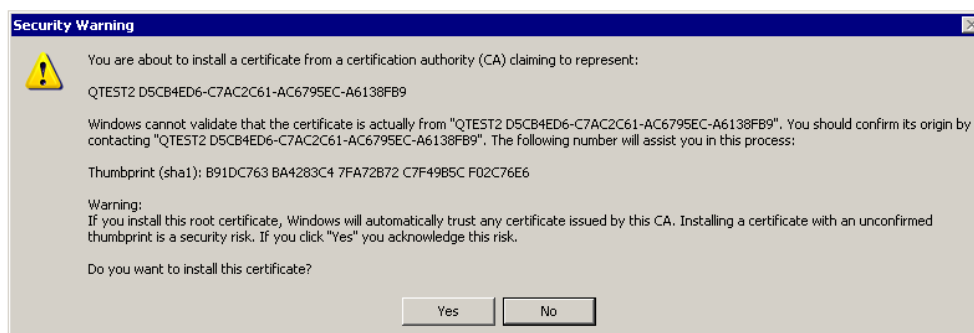 Security Warning
You are about to install a certificate from a certification authority (CA) claiming to represent:
QTEST2 D5CB4ED6-C7AC2C61-AC6795EC-A6138FB9
Windows cannot validate that the certificate is actually from "QTEST2 D5CB4ED6-C7AC2C61-AC6795EC-A6138FB9". You should confirm its origin by
contacting "QTEST2 D5CB4ED6-C7AC2C61-AC6795EC-A6138FB9". The following number will assist you in this process:
Thumbprint (sha1): B91DC763 BA4283C4 7FA72B72 C7F49B5C F02C76E6
Warning:
If you install this root certificate, Windows will automatically trust any certificate issued by this CA. Installing a certificate with an unconfirmed
thumbprint is a security risk. If you click "Yes" you acknowledge this risk.
Do you want to install this certificate?
Yes
No